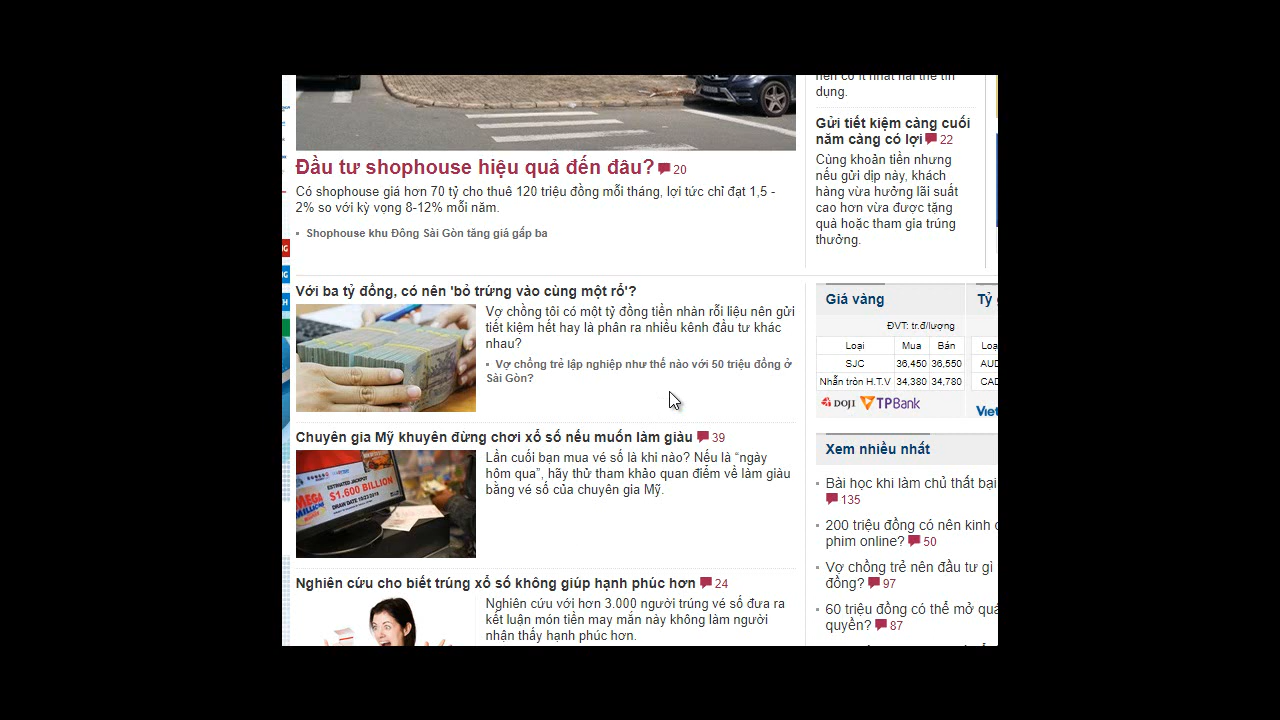 Đầu tư shophouse hiệu quả đến đâu? 20
Có shophouse giá hơn 70 tỷ cho thuê 120 triệu đồng mỗi tháng, lợi tức chỉ đạt 1,5 -
2% so với kỳ vọng 8-12% mỗi năm.
Shophouse khu Đông Sài Gòn tăng giá gấp ba
nên có ít nhất hai thẻ tín
dụng.
Gửi tiết kiệm càng cuối
năm càng có lợi 22
Cùng khoản tiền nhưng
nếu gửi dịp này, khách
hàng vừa hưởng lãi suất
cao hơn vừa được tặng
quà hoặc tham gia trúng
thưởng.
Với ba tỷ đồng, có nên 'bỏ trứng vào cùng một rổ'?
Vợ chồng tôi có một tỷ đồng tiền nhàn rỗi liệu nên gửi
tiết kiệm hết hay là phân ra nhiều kênh đầu tư khác
nhau?
Vợ chồng trẻ lập nghiệp như thế nào với 50 triệu đồng ở
Sài Gòn?
Chuyên gia Mỹ khuyên đừng chơi xổ số nếu muốn làm giàu 39
ESTIMATED JACKPOT
$1.600 BILLION
DRAW DATE 10/23/2018
MEGA
MILLIONS
Lần cuối bạn mua vé số là khi nào? Nếu là “ngày
hôm qua”, hãy thử tham khảo quan điểm về làm giàu
bằng vé số của chuyên gia Mỹ.
Nghiên cứu cho biết trúng xổ số không giúp hạnh phúc hơn 24
Nghiên cứu với hơn 3.000 người trúng vé số đưa ra
kết luận món tiền may mắn này không làm người
nhận thấy hạnh phúc hơn.
Giá vàng
Tỷ g
ĐVT: tr.đ/lượng
Loại Mua Bán Loạ
SJC 36,450 36,550 AUD
Nhẫn tròn H.T.V 34,380 34,780 CAD
DOJI TPBank
Viet
Xem nhiều nhất
Bài học khi làm chủ thất bại
135
200 triệu đồng có nên kinh
phim online? 50
Vợ chồng trẻ nên đầu tư gì
đồng? 97
60 triệu đồng có thể mở quá
quyền? 87